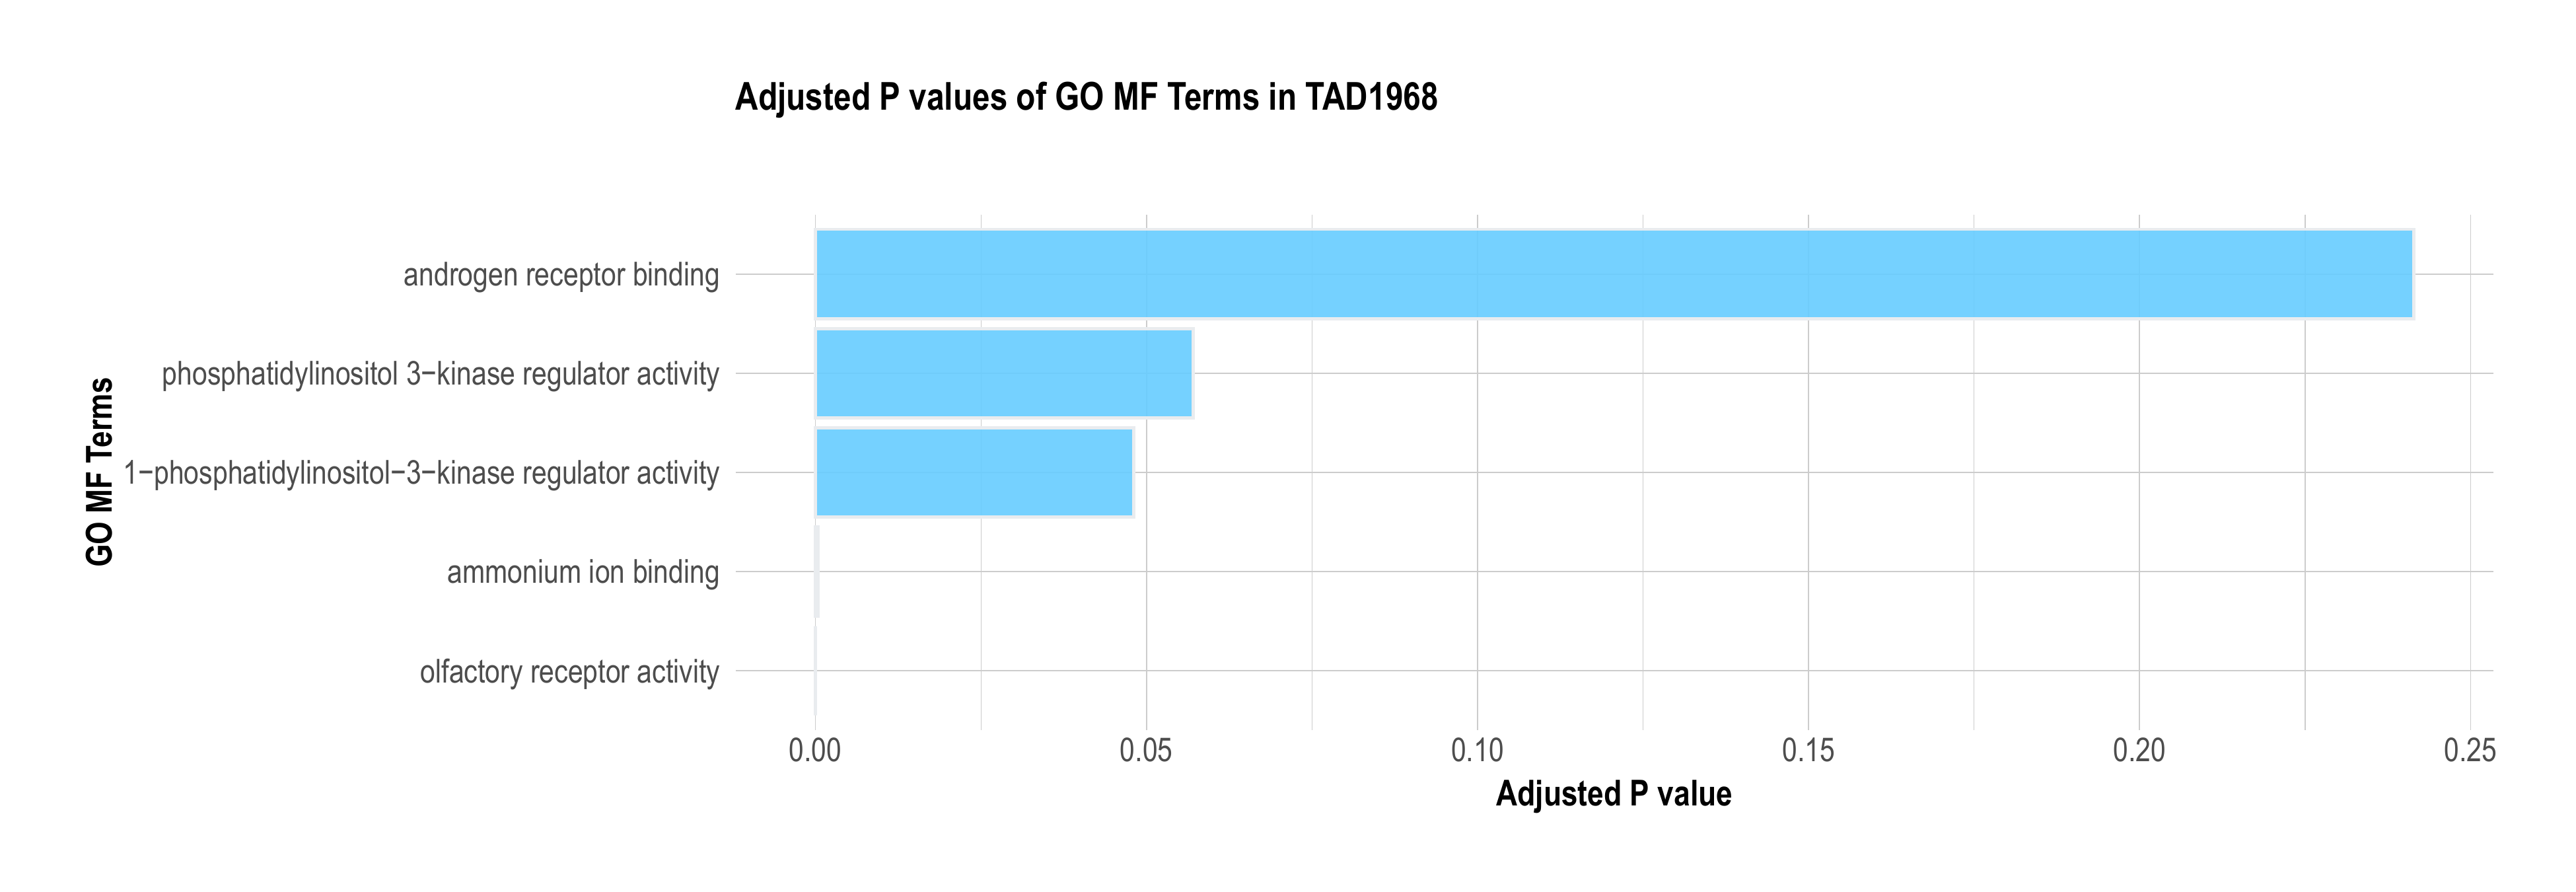 Adjusted P values of GO MF Terms in TAD1968
GO MF Terms
androgen receptor binding
phosphatidylinositol 3−kinase regulator activity
1−phosphatidylinositol−3−kinase regulator activity
ammonium ion binding
olfactory receptor activity
0.00 0.05 0.10 0.15 0.20 0.25
Adjusted P value